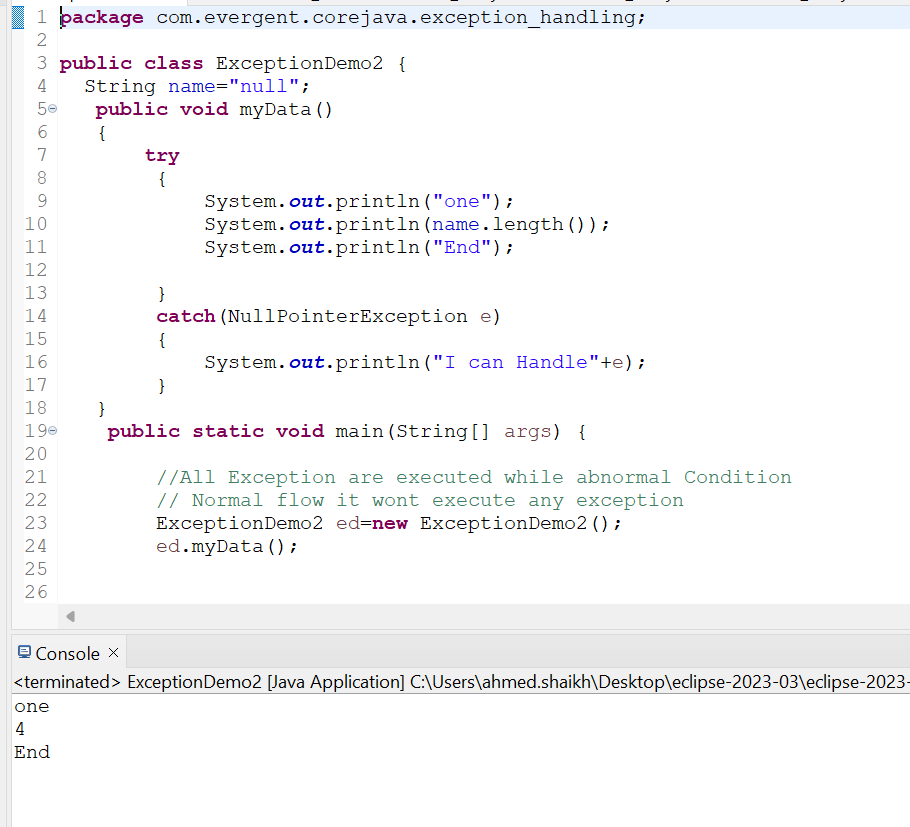 1 package com.evergent.corejava.exception_handling;
2
3 public class ExceptionDemo2 {
4 String name="null";
5 public void myData()
6 {
7 try
8 {
9 System.out.println("one");
10 System.out.println(name.length());
11 System.out.println("End");
12
13 }
14 catch(NullPointerException e)
15 {
16 System.out.println("I can Handle"+e);
17 }
18 }
19 public static void main(String[] args) {
20
21 //All Exception are executed while abnormal Condition
22 // Normal flow it wont execute any exception
23 ExceptionDemo2 ed=new ExceptionDemo2();
24 ed.myData();
25
26
Console ×
<terminated> ExceptionDemo2 [Java Application] C:\Users\ahmed.shaikh\Desktop\eclipse-2023-03\eclipse-2023-
one
4
End